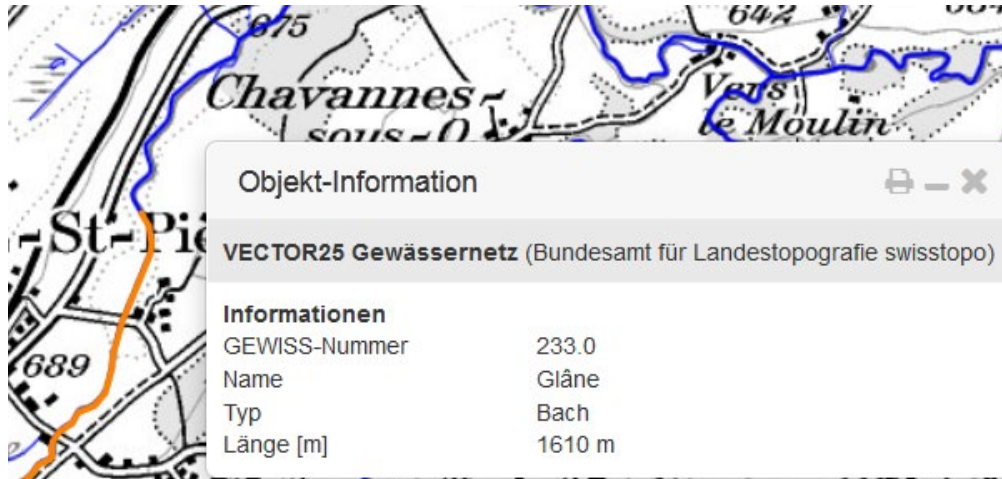 675
642
Chavannes-
sous-O.
Vers
le Moulin
-St-Pie
689
Objekt-Information
VECTOR25 Gewässernetz (Bundesamt für Landestopografie swisstopo)
Informationen
GEWISS-Nummer 233.0
Name Glâne
Typ Bach
Länge [m] 1610 m